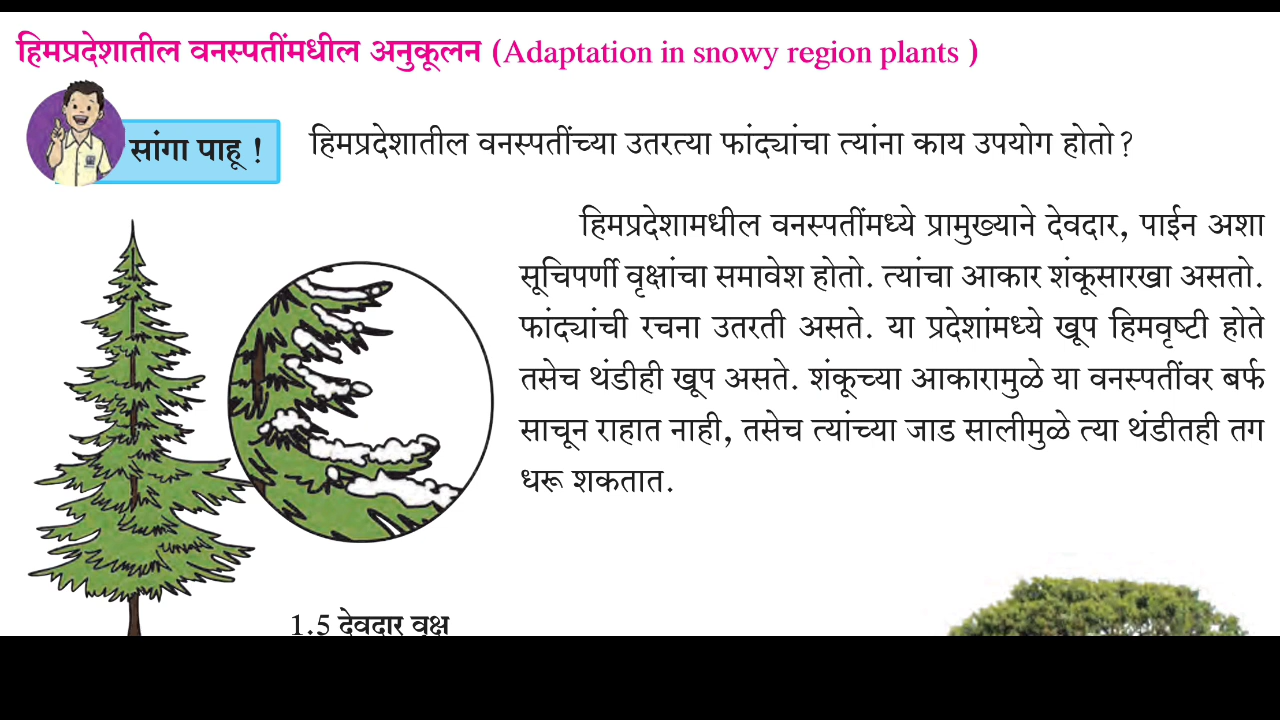 हिमप्रदेशातील वनस्पतींमधील अनुकूलन (Adaptation in snowy region plants )
सांगा पाहू !
हिमप्रदेशातील वनस्पतींच्या उतरत्या फांद्यांचा त्यांना काय उपयोग होतो?
हिमप्रदेशामधील वनस्पतींमध्ये प्रामुख्याने देवदार, पाईन अशा
सूचिपर्णी वृक्षांचा समावेश होतो. त्यांचा आकार शंकूसारखा असतो.
फांद्यांची रचना उतरती असते. या प्रदेशांमध्ये खूप हिमवृष्टी होते
तसेच थंडीही खूप असते. शंकूच्या आकारामुळे या वनस्पतींवर बर्फ
साचून राहात नाही, तसेच त्यांच्या जाड सालीमुळे त्या थंडीतही तग
धरू शकतात.
1.5 देवदार वृक्ष